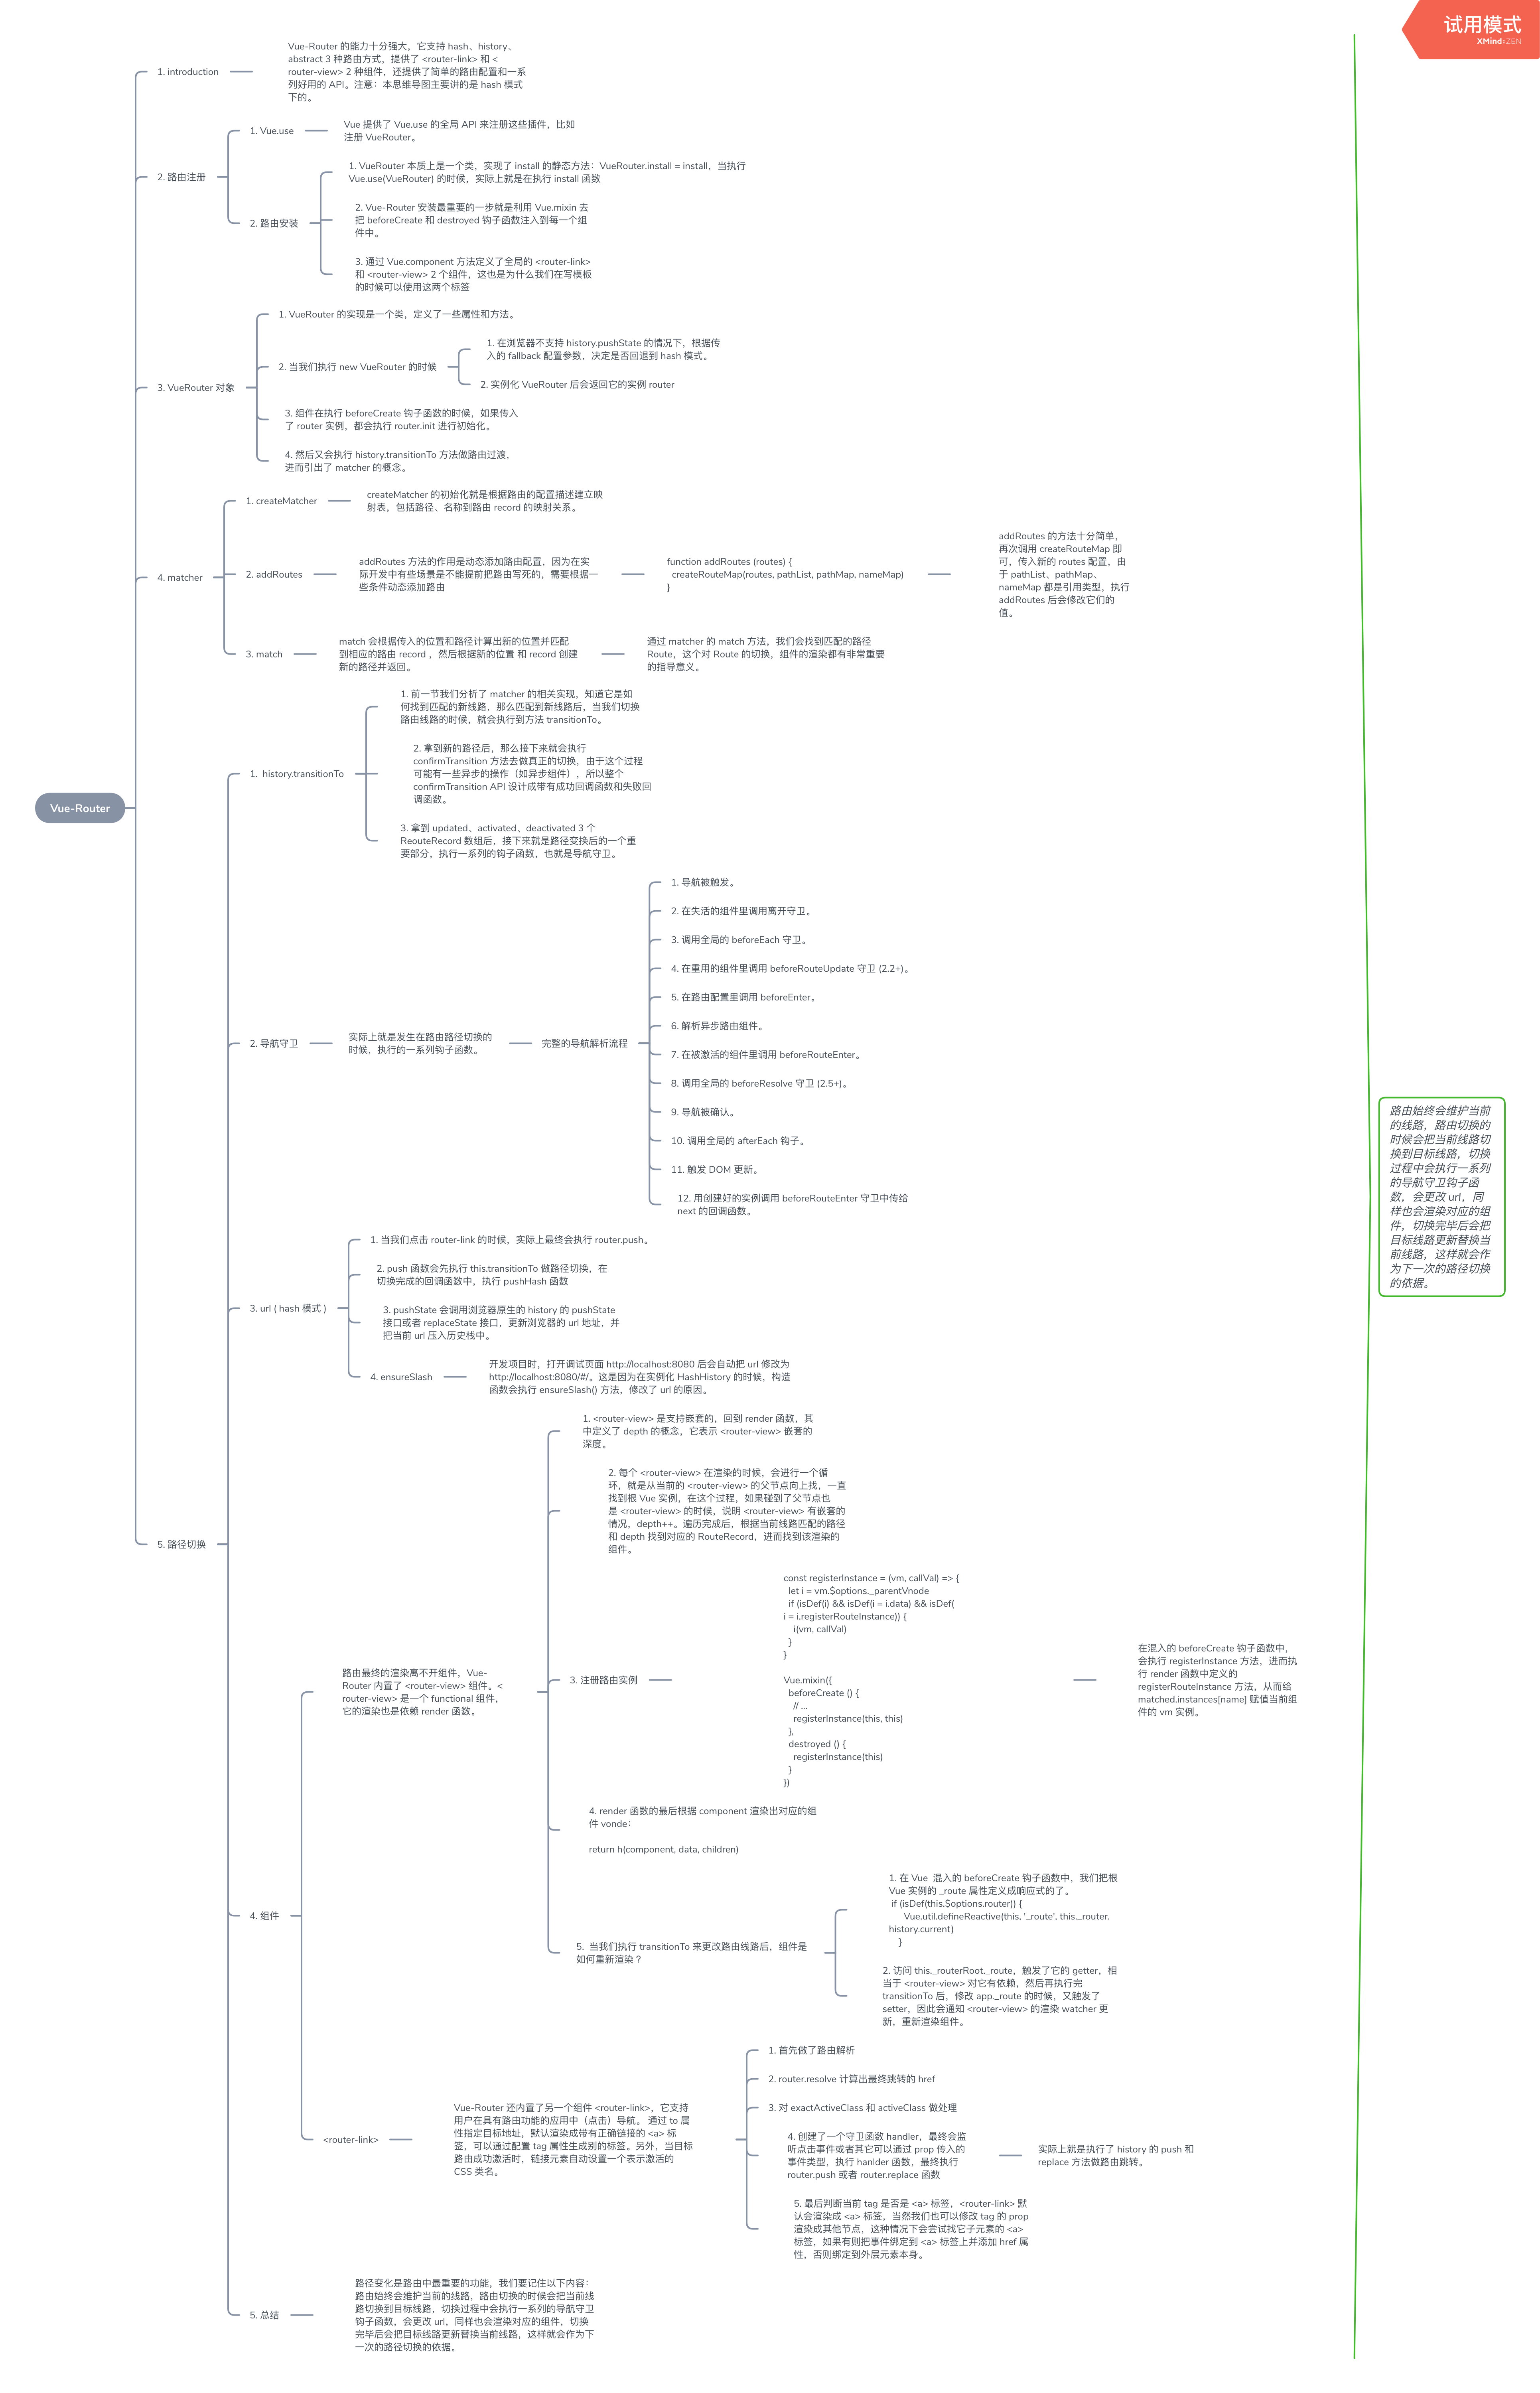 试用模式
XMind:ZEN
Vue-Router
1. introduction
Vue-Router 的能力十分强大，它支持 hash、history、
abstract 3 种路由方式，提供了 <router-link> 和 <
router-view> 2 种组件，还提供了简单的路由配置和一系
列好用的 API。注意：本思维导图主要讲的是 hash 模式
下的。
2. 路由注册
1. Vue.use
Vue 提供了 Vue.use 的全局 API 来注册这些插件，比如
注册 VueRouter。
2. 路由安装
1. VueRouter 本质上是一个类，实现了 install 的静态方法：VueRouter.install = install，当执行
Vue.use(VueRouter) 的时候，实际上就是在执行 install 函数
2. Vue-Router 安装最重要的一步就是利用 Vue.mixin 去
把 beforeCreate 和 destroyed 钩子函数注入到每一个组
件中。
3. 通过 Vue.component 方法定义了全局的 <router-link>
和 <router-view> 2 个组件，这也是为什么我们在写模板
的时候可以使用这两个标签
3. VueRouter 对象
1. VueRouter 的实现是一个类，定义了一些属性和方法。
2. 当我们执行 new VueRouter 的时候
1. 在浏览器不支持 history.pushState 的情况下，根据传
入的 fallback 配置参数，决定是否回退到 hash 模式。
2. 实例化 VueRouter 后会返回它的实例 router
3. 组件在执行 beforeCreate 钩子函数的时候，如果传入
了 router 实例，都会执行 router.init 进行初始化。
4. 然后又会执行 history.transitionTo 方法做路由过渡，
进而引出了 matcher 的概念。
4. matcher
1. createMatcher
createMatcher 的初始化就是根据路由的配置描述建立映
射表，包括路径、名称到路由 record 的映射关系。
2. addRoutes
addRoutes 方法的作用是动态添加路由配置，因为在实
际开发中有些场景是不能提前把路由写死的，需要根据一
些条件动态添加路由
function addRoutes (routes) {
createRouteMap(routes, pathList, pathMap, nameMap)
}
addRoutes 的方法十分简单，
再次调用 createRouteMap 即
可，传入新的 routes 配置，由
于 pathList、pathMap、
nameMap 都是引用类型，执行
addRoutes 后会修改它们的
值。
3. match
match 会根据传入的位置和路径计算出新的位置并匹配
到相应的路由 record ，然后根据新的位置 和 record 创建
新的路径并返回。
通过 matcher 的 match 方法，我们会找到匹配的路径
Route，这个对 Route 的切换，组件的渲染都有非常重要
的指导意义。
5. 路径切换
1. history.transitionTo
1. 前一节我们分析了 matcher 的相关实现，知道它是如
何找到匹配的新线路，那么匹配到新线路后，当我们切换
路由线路的时候，就会执行到方法 transitionTo。
2. 拿到新的路径后，那么接下来就会执行
confirmTransition 方法去做真正的切换，由于这个过程
可能有一些异步的操作（如异步组件），所以整个
confirmTransition API 设计成带有成功回调函数和失败回
调函数。
3. 拿到 updated、activated、deactivated 3 个
ReouteRecord 数组后，接下来就是路径变换后的一个重
要部分，执行一系列的钩子函数，也就是导航守卫。
2. 导航守卫
实际上就是发生在路由路径切换的
时候，执行的一系列钩子函数。
完整的导航解析流程
1. 导航被触发。
2. 在失活的组件里调用离开守卫。
3. 调用全局的 beforeEach 守卫。
4. 在重用的组件里调用 beforeRouteUpdate 守卫 (2.2+)。
5. 在路由配置里调用 beforeEnter。
6. 解析异步路由组件。
7. 在被激活的组件里调用 beforeRouteEnter。
8. 调用全局的 beforeResolve 守卫 (2.5+)。
9. 导航被确认。
10. 调用全局的 afterEach 钩子。
11. 触发 DOM 更新。
12. 用创建好的实例调用 beforeRouteEnter 守卫中传给
next 的回调函数。
3. url ( hash 模式 )
1. 当我们点击 router-link 的时候，实际上最终会执行 router.push。
2. push 函数会先执行 this.transitionTo 做路径切换，在
切换完成的回调函数中，执行 pushHash 函数
3. pushState 会调用浏览器原生的 history 的 pushState
接口或者 replaceState 接口，更新浏览器的 url 地址，并
把当前 url 压入历史栈中。
4. ensureSlash
开发项目时，打开调试页面 http://localhost:8080 后会自动把 url 修改为
http://localhost:8080/#/。这是因为在实例化 HashHistory 的时候，构造
函数会执行 ensureSlash() 方法，修改了 url 的原因。
4. 组件
路由最终的渲染离不开组件，Vue-
Router 内置了 <router-view> 组件。<
router-view> 是一个 functional 组件，
它的渲染也是依赖 render 函数。
1. <router-view> 是支持嵌套的，回到 render 函数，其
中定义了 depth 的概念，它表示 <router-view> 嵌套的
深度。
2. 每个 <router-view> 在渲染的时候，会进行一个循
环，就是从当前的 <router-view> 的父节点向上找，一直
找到根 Vue 实例，在这个过程，如果碰到了父节点也
是 <router-view> 的时候，说明 <router-view> 有嵌套的
情况，depth++。遍历完成后，根据当前线路匹配的路径
和 depth 找到对应的 RouteRecord，进而找到该渲染的
组件。
3. 注册路由实例
const registerInstance = (vm, callVal) => {
let i = vm.$options._parentVnode
if (isDef(i) && isDef(i = i.data) && isDef(
i = i.registerRouteInstance)) {
i(vm, callVal)
}
}
Vue.mixin({
beforeCreate () {
// ...
registerInstance(this, this)
},
destroyed () {
registerInstance(this)
}
})
在混入的 beforeCreate 钩子函数中，
会执行 registerInstance 方法，进而执
行 render 函数中定义的
registerRouteInstance 方法，从而给
matched.instances[name] 赋值当前组
件的 vm 实例。
4. render 函数的最后根据 component 渲染出对应的组
件 vonde：
return h(component, data, children)
5. 当我们执行 transitionTo 来更改路由线路后，组件是
如何重新渲染？
1. 在 Vue 混入的 beforeCreate 钩子函数中，我们把根
Vue 实例的 _route 属性定义成响应式的了。
if (isDef(this.$options.router)) {
Vue.util.defineReactive(this, '_route', this._router.
history.current)
}
2. 访问 this._routerRoot._route，触发了它的 getter，相
当于 <router-view> 对它有依赖，然后再执行完
transitionTo 后，修改 app._route 的时候，又触发了
setter，因此会通知 <router-view> 的渲染 watcher 更
新，重新渲染组件。
<router-link>
Vue-Router 还内置了另一个组件 <router-link>，它支持
用户在具有路由功能的应用中（点击）导航。 通过 to 属
性指定目标地址，默认渲染成带有正确链接的 <a> 标
签，可以通过配置 tag 属性生成别的标签。另外，当目标
路由成功激活时，链接元素自动设置一个表示激活的
CSS 类名。
1. 首先做了路由解析
2. router.resolve 计算出最终跳转的 href
3. 对 exactActiveClass 和 activeClass 做处理
4. 创建了一个守卫函数 handler，最终会监
听点击事件或者其它可以通过 prop 传入的
事件类型，执行 hanlder 函数，最终执行
router.push 或者 router.replace 函数
实际上就是执行了 history 的 push 和
replace 方法做路由跳转。
5. 最后判断当前 tag 是否是 <a> 标签，<router-link> 默
认会渲染成 <a> 标签，当然我们也可以修改 tag 的 prop
渲染成其他节点，这种情况下会尝试找它子元素的 <a>
标签，如果有则把事件绑定到 <a> 标签上并添加 href 属
性，否则绑定到外层元素本身。
5. 总结
路径变化是路由中最重要的功能，我们要记住以下内容：
路由始终会维护当前的线路，路由切换的时候会把当前线
路切换到目标线路，切换过程中会执行一系列的导航守卫
钩子函数，会更改 url，同样也会渲染对应的组件，切换
完毕后会把目标线路更新替换当前线路，这样就会作为下
一次的路径切换的依据。
路由始终会维护当前
的线路，路由切换的
时候会把当前线路切
换到目标线路，切换
过程中会执行一系列
的导航守卫钩子函
数，会更改 url，同
样也会渲染对应的组
件，切换完毕后会把
目标线路更新替换当
前线路，这样就会作
为下一次的路径切换
的依据。